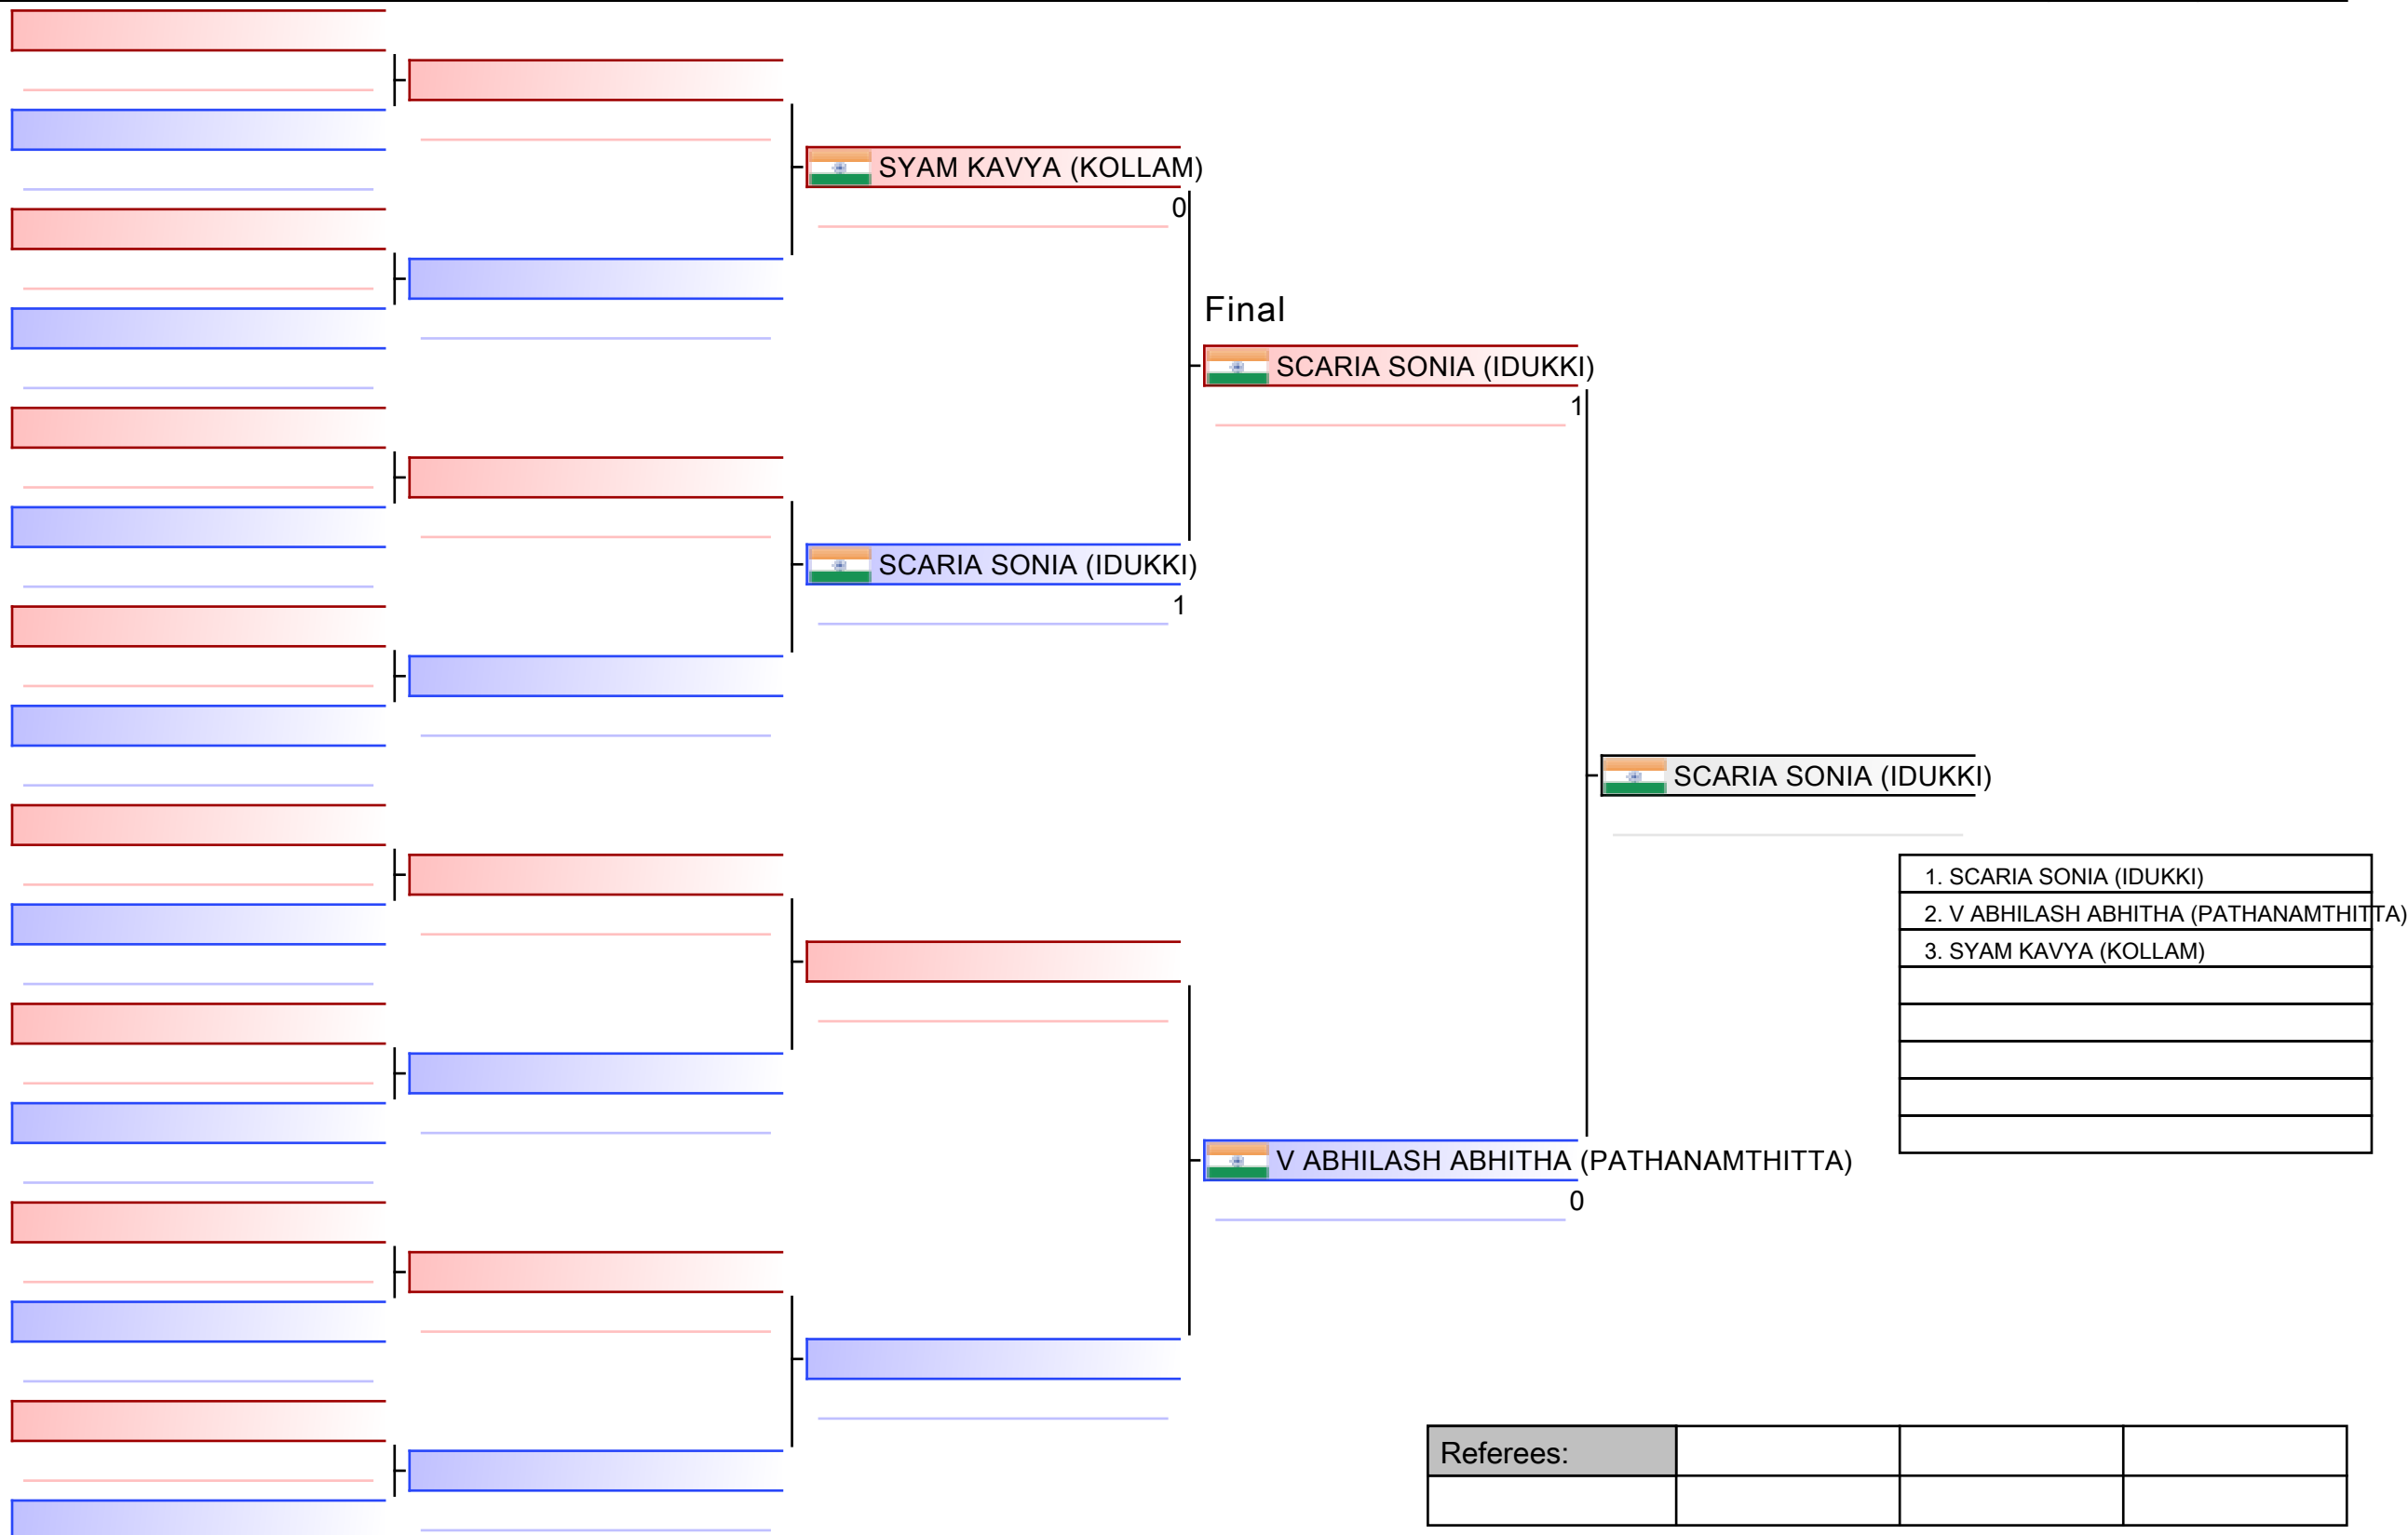 SYAM KAVYA (KOLLAM)
0
Final
SCARIA SONIA (IDUKKI)
1
SCARIA SONIA (IDUKKI)
1
SCARIA SONIA (IDUKKI)
1. SCARIA SONIA (IDUKKI)
2. V ABHILASH ABHITHA (PATHANAMTHITTA)
3. SYAM KAVYA (KOLLAM)
V ABHILASH ABHITHA (PATHANAMTHITTA)
0
Referees: